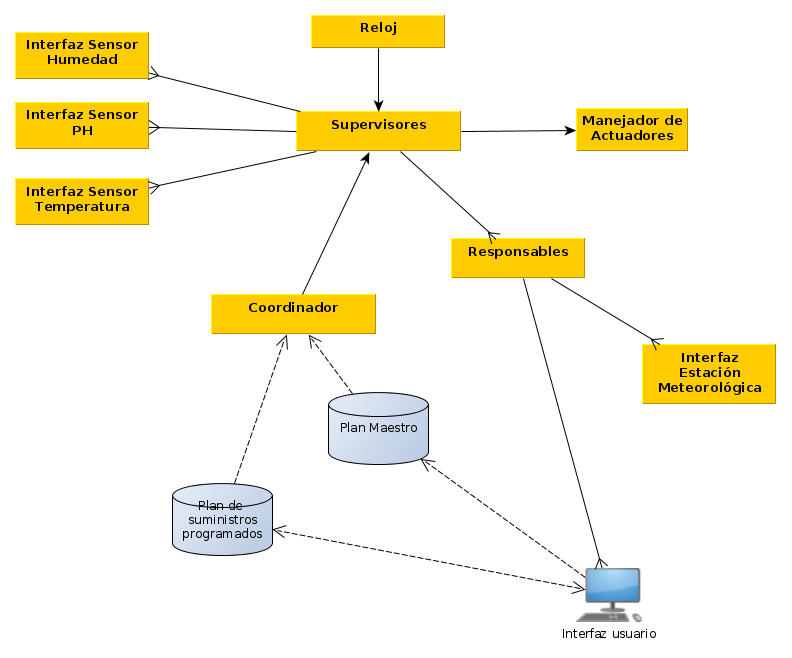 Reloj
Interfaz Sensor
Humedad
Interfaz Sensor
PH
Supervisores
Manejador de
Actuadores
Interfaz Sensor
Temperatura
Responsables
Coordinador
Interfaz
Estación
Meteorológica
Plan Maestro
Plan de
suministros
programados
Interfaz usuario